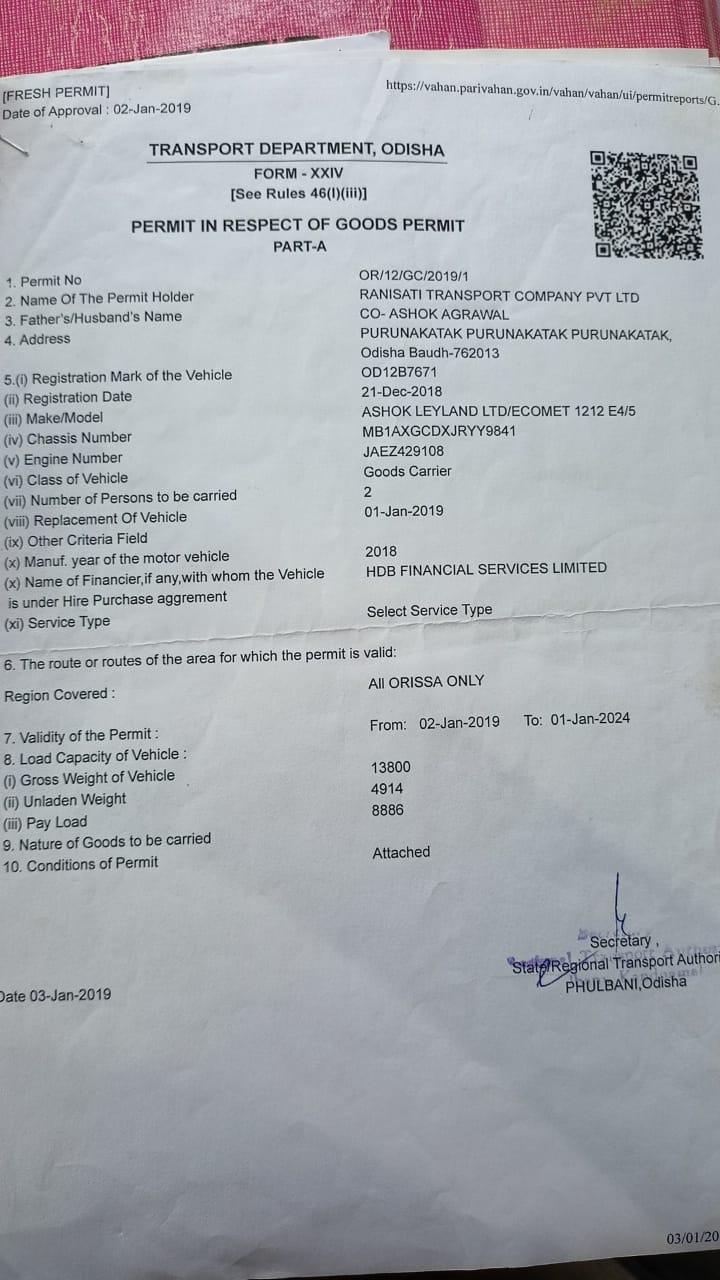 [FRESH PERMIT]
https://vahan.parivahan.gov.in/vahan/vahan/ui/permitreports/G.
Date of Approval : 02-Jan-2019
TRANSPORT DEPARTMENT, ODISHA
FORM - XXIV
[See Rules 46(I)(iii)]
PERMIT IN RESPECT OF GOODS PERMIT
PART-A
1. Permit No OR/12/GC/2019/1
2. Name Of The Permit Holder RANISATI TRANSPORT COMPANY PVT LTD
3. Father's/Husband's Name CO- ASHOK AGRAWAL
4. Address PURUNAKATAK PURUNAKATAK PURUNAKATAK,
Odisha Baudh-762013
5.(i) Registration Mark of the Vehicle OD12B7671
(ii) Registration Date 21-Dec-2018
(iii) Make/Model ASHOK LEYLAND LTD/ECOMET 1212 E4/5
(iv) Chassis Number MB1AXGCDXJRYY9841
(v) Engine Number JAEZ429108
(vi) Class of Vehicle Goods Carrier
(vii) Number of Persons to be carried 2
(viii) Replacement Of Vehicle 01-Jan-2019
(ix) Other Criteria Field
(x) Manuf. year of the motor vehicle 2018
(x) Name of Financier,if any,with whom the Vehicle HDB FINANCIAL SERVICES LIMITED
is under Hire Purchase aggrement
(xi) Service Type Select Service Type
6. The route or routes of the area for which the permit is valid:
Region Covered : All ORISSA ONLY
7. Validity of the Permit : From: 02-Jan-2019 To: 01-Jan-2024
8. Load Capacity of Vehicle :
(i) Gross Weight of Vehicle 13800
(ii) Unladen Weight 4914
(iii) Pay Load 8886
9. Nature of Goods to be carried
10. Conditions of Permit Attached
Secretary ,
State/Regional Transport Authori
PHULBANI,Odisha
Date 03-Jan-2019
03/01/20